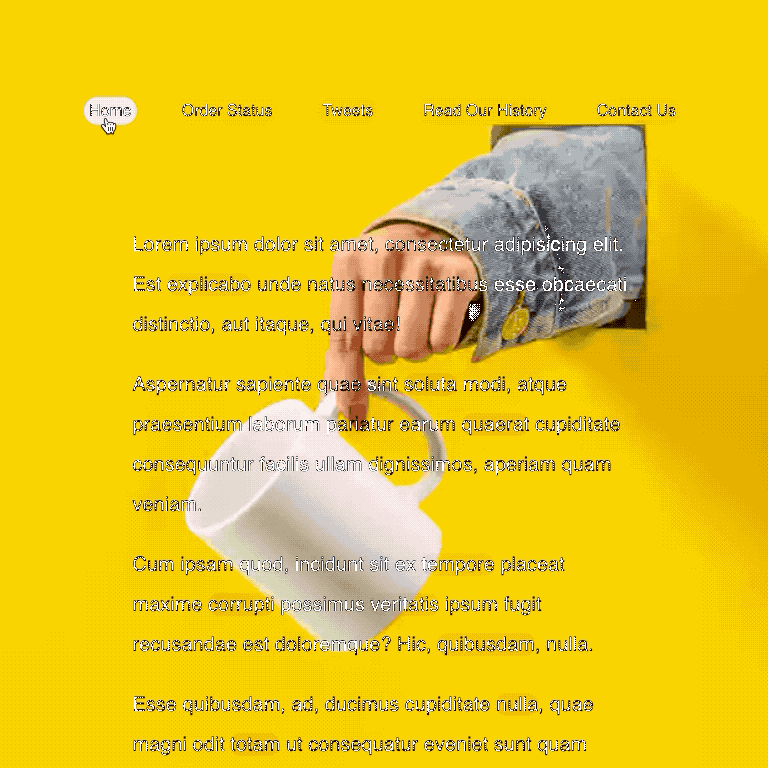 Home Order Status Tweets Read Our History Contact Us
Lorem ipsum dolor sit amet, consectetur adipisicing elit.
Est explicabo unde natus necessitatibus esse obcaecati
distinctio, aut itaque, qui vitae!
Aspernatur sapiente quae sint soluta modi, atque
praesentium laborum pariatur earum quaerat cupiditate
consequuntur facilis ullam dignissimos, aperiam quam
veniam.
Cum ipsam quod, incidunt sit ex tempore placeat
maxime corrupti possimus veritatis ipsum fugit
recusandae est doloremque? Hic, quibusdam, nulla.
Esse quibusdam, ad, ducimus cupiditate nulla, quae
magni odit totam ut consequatur eveniet sunt quam